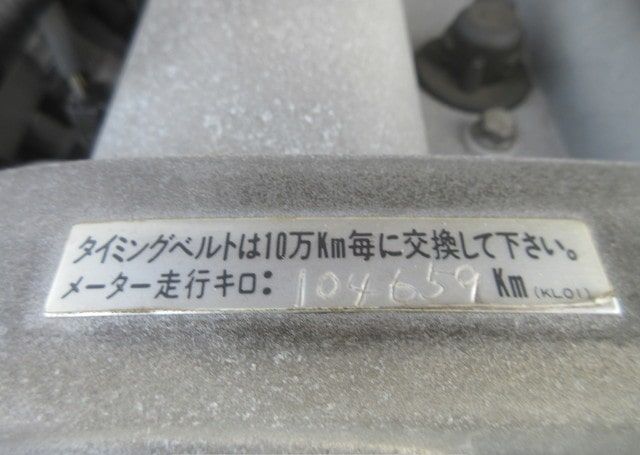 タイミングベルトは10万Km毎に交換して下さい。
メーター走行キロ: 104659 Km (KL01)